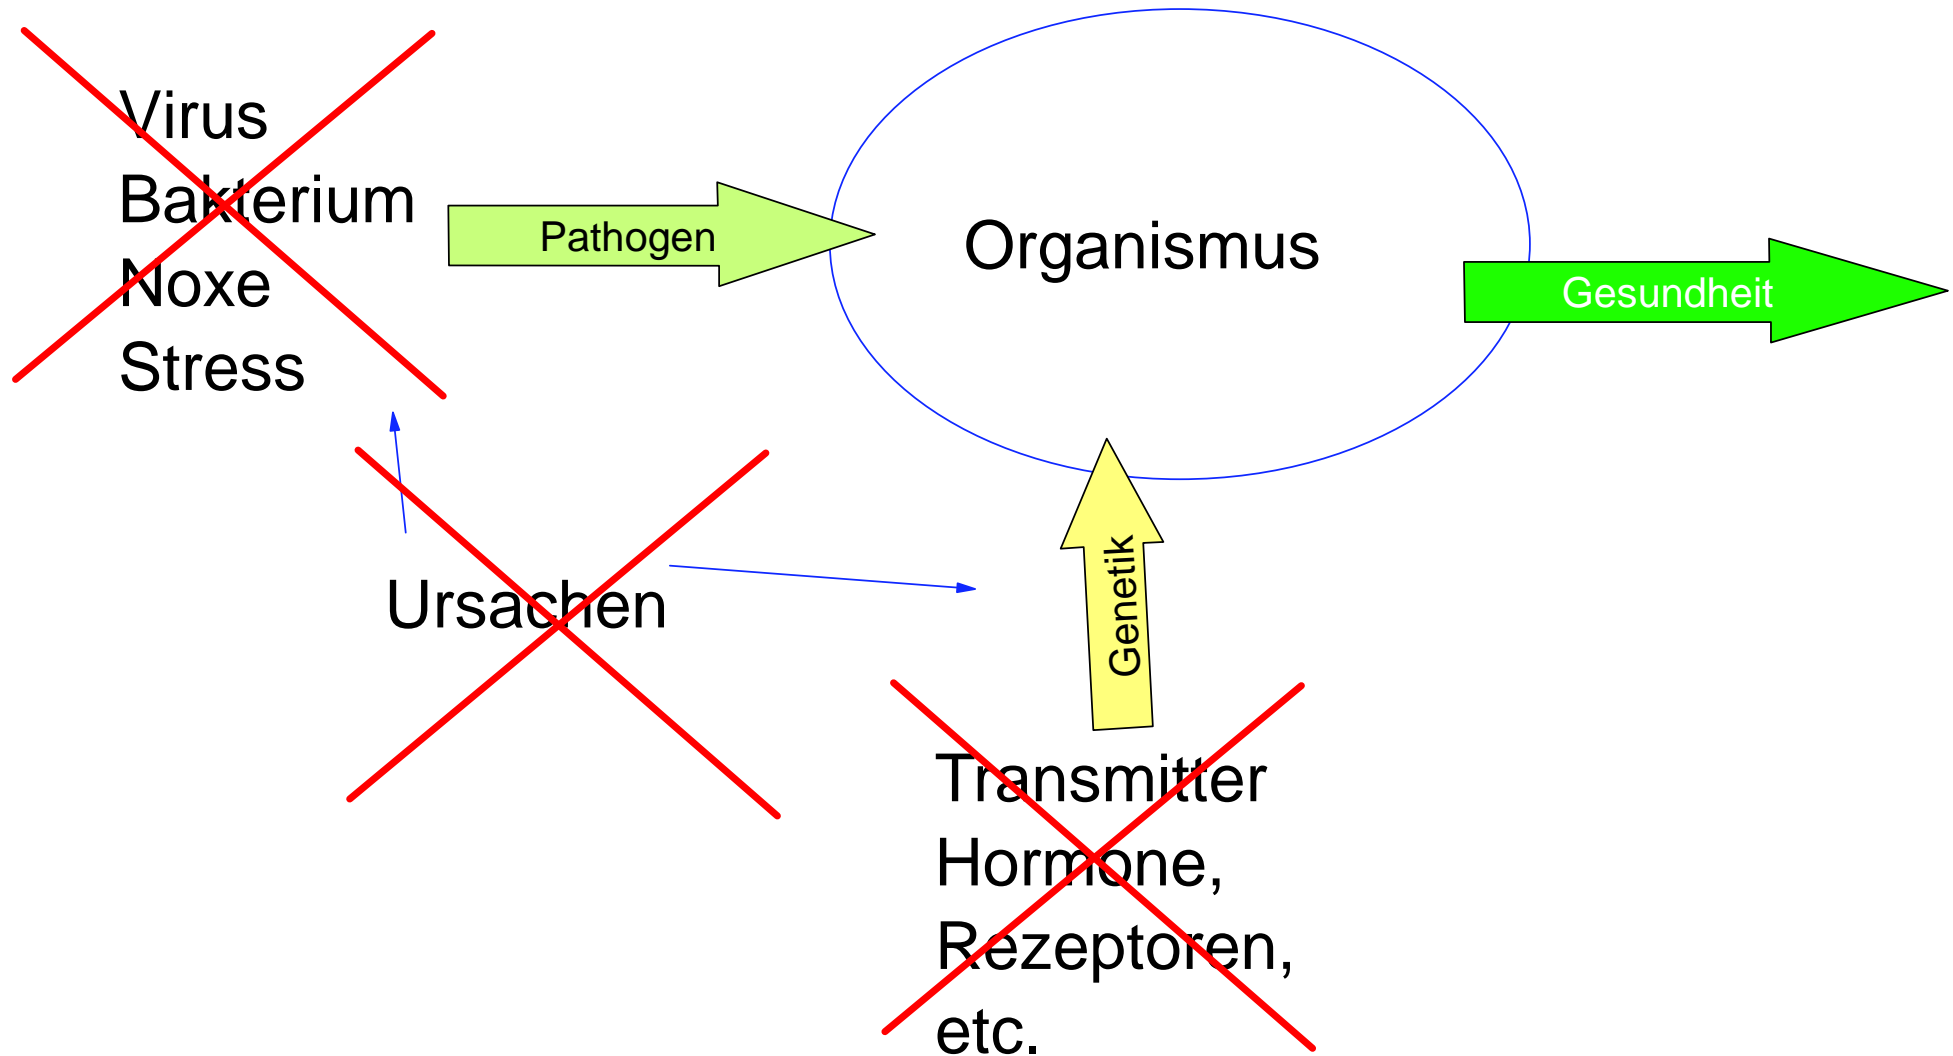 Virus
Bakterium
Noxe
Stress
Pathogen
Organismus
Gesundheit
Ursachen
Genetik
Transmitter
Hormone,
Rezeptoren,
etc.